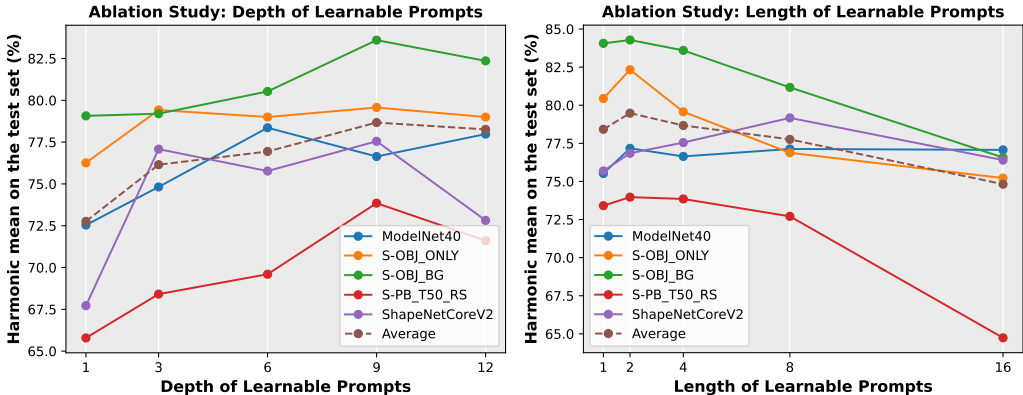 Ablation Study: Depth of Learnable Prompts
Harmonic mean on the test set (%)
82.5
80.0
77.5
75.0
72.5
70.0
67.5
65.0
1
3
6
9
12
Depth of Learnable Prompts
ModelNet40
S-OBJ_ONLY
S-OBJ_BG
S-PB_T50_RS
ShapeNetCoreV2
Average
Ablation Study: Length of Learnable Prompts
Harmonic mean on the test set (%)
85.0
82.5
80.0
77.5
75.0
72.5
70.0
67.5
65.0
1
2
4
8
16
Length of Learnable Prompts
ModelNet40
S-OBJ_ONLY
S-OBJ_BG
S-PB_T50_RS
ShapeNetCoreV2
Average